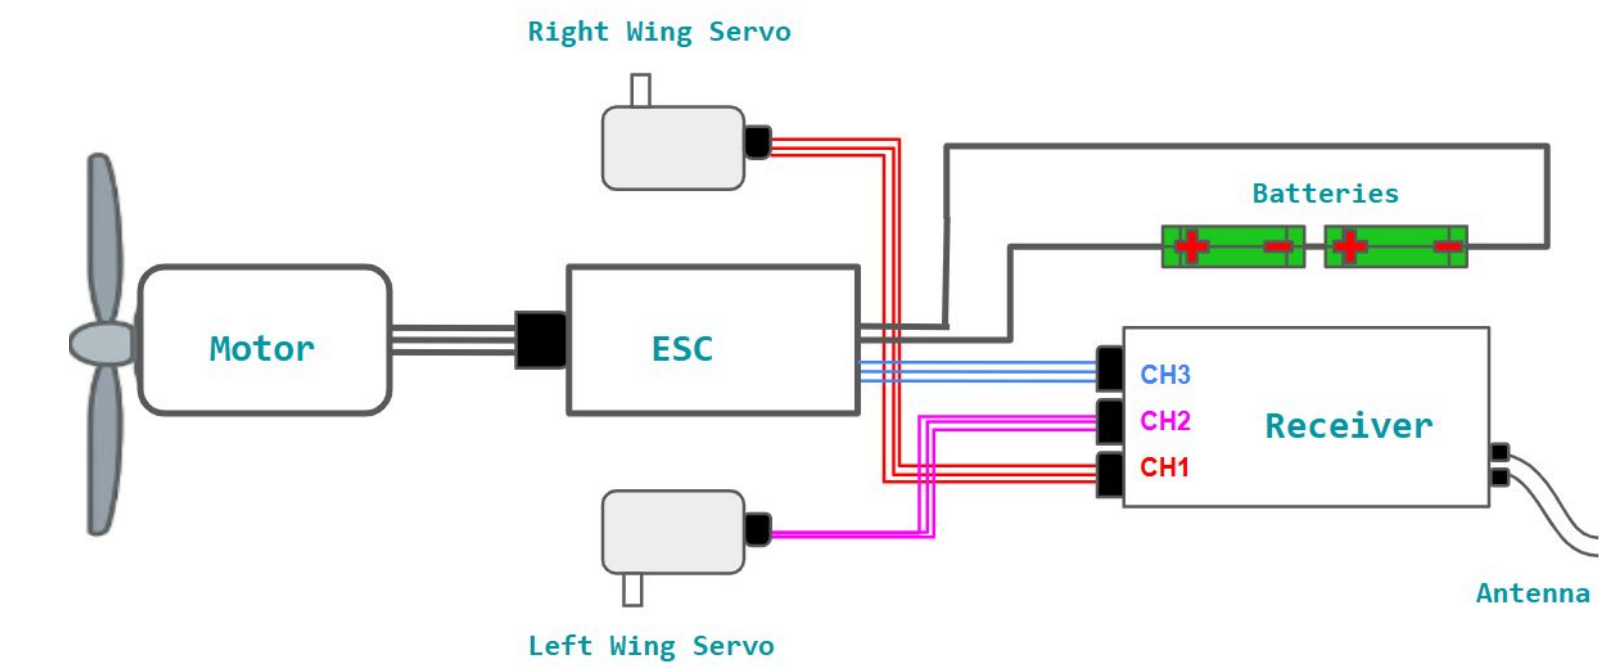 Right Wing Servo
Batteries
Motor
ESC
CH3
CH2
Receiver
CH1
Antenna
Left Wing Servo